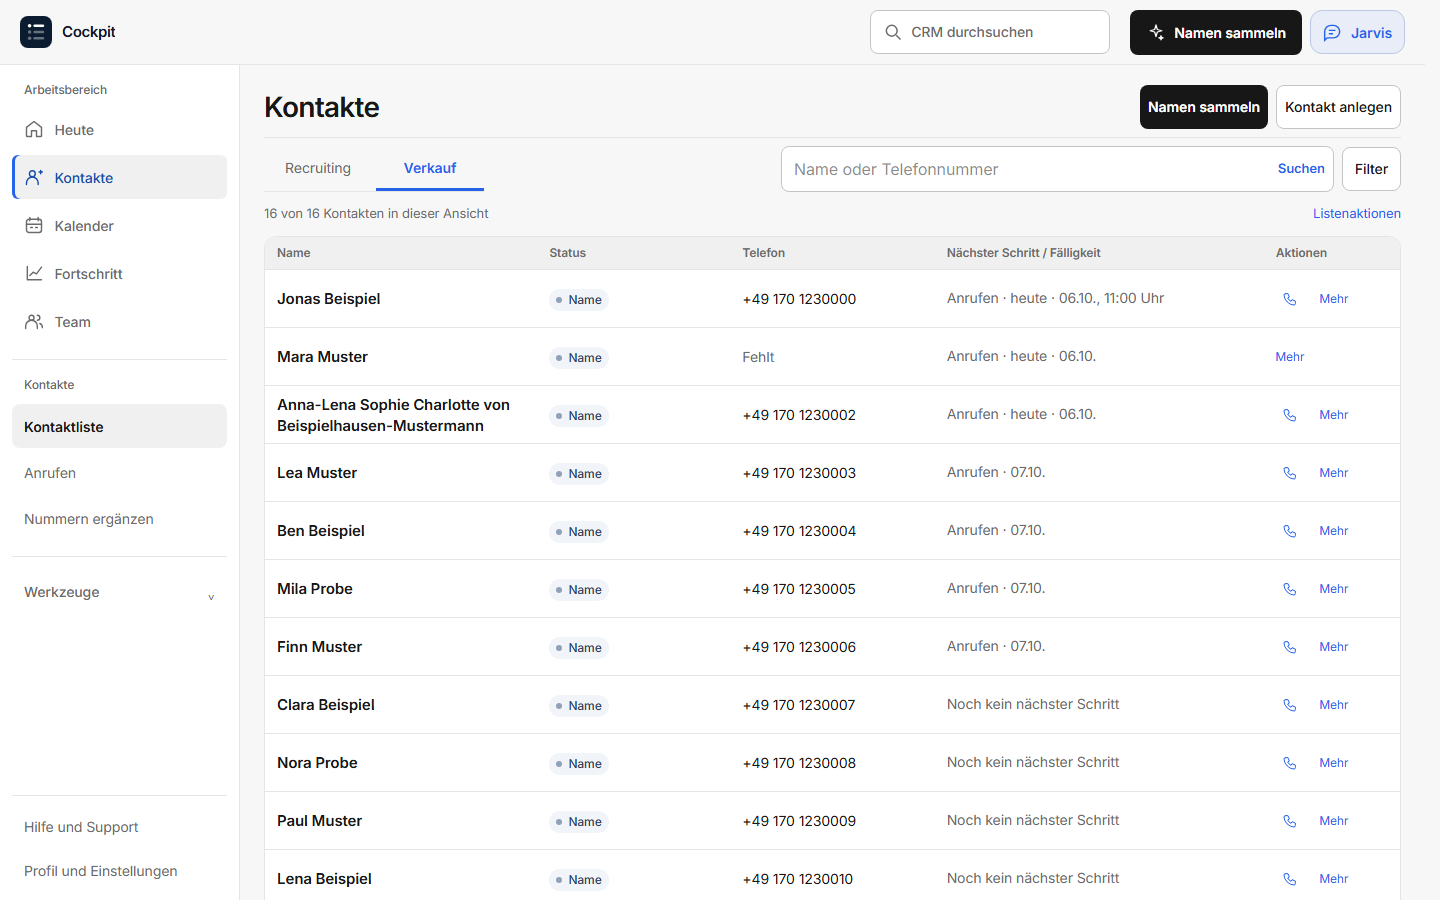 Cockpit
CRM durchsuchen
Namen sammeln
Jarvis
Arbeitsbereich
Heute
Kontakte
Kalender
Fortschritt
Team
Kontakte
Kontaktliste
Anrufen
Nummern ergänzen
Werkzeuge
v
Hilfe und Support
Profil und Einstellungen
Kontakte
Namen sammeln
Kontakt anlegen
Recruiting
Verkauf
Name oder Telefonnummer
Suchen
Filter
16 von 16 Kontakten in dieser Ansicht
Listenaktionen
Name Status Telefon Nächster Schritt / Fälligkeit Aktionen
Jonas Beispiel Name +49 170 1230000 Anrufen · heute · 06.10., 11:00 Uhr Mehr
Mara Muster Name Fehlt Anrufen · heute · 06.10. Mehr
Anna-Lena Sophie Charlotte von
Beispielhausen-Mustermann Name +49 170 1230002 Anrufen · heute · 06.10. Mehr
Lea Muster Name +49 170 1230003 Anrufen · 07.10. Mehr
Ben Beispiel Name +49 170 1230004 Anrufen · 07.10. Mehr
Mila Probe Name +49 170 1230005 Anrufen · 07.10. Mehr
Finn Muster Name +49 170 1230006 Anrufen · 07.10. Mehr
Clara Beispiel Name +49 170 1230007 Noch kein nächster Schritt Mehr
Nora Probe Name +49 170 1230008 Noch kein nächster Schritt Mehr
Paul Muster Name +49 170 1230009 Noch kein nächster Schritt Mehr
Lena Beispiel Name +49 170 1230010 Noch kein nächster Schritt Mehr